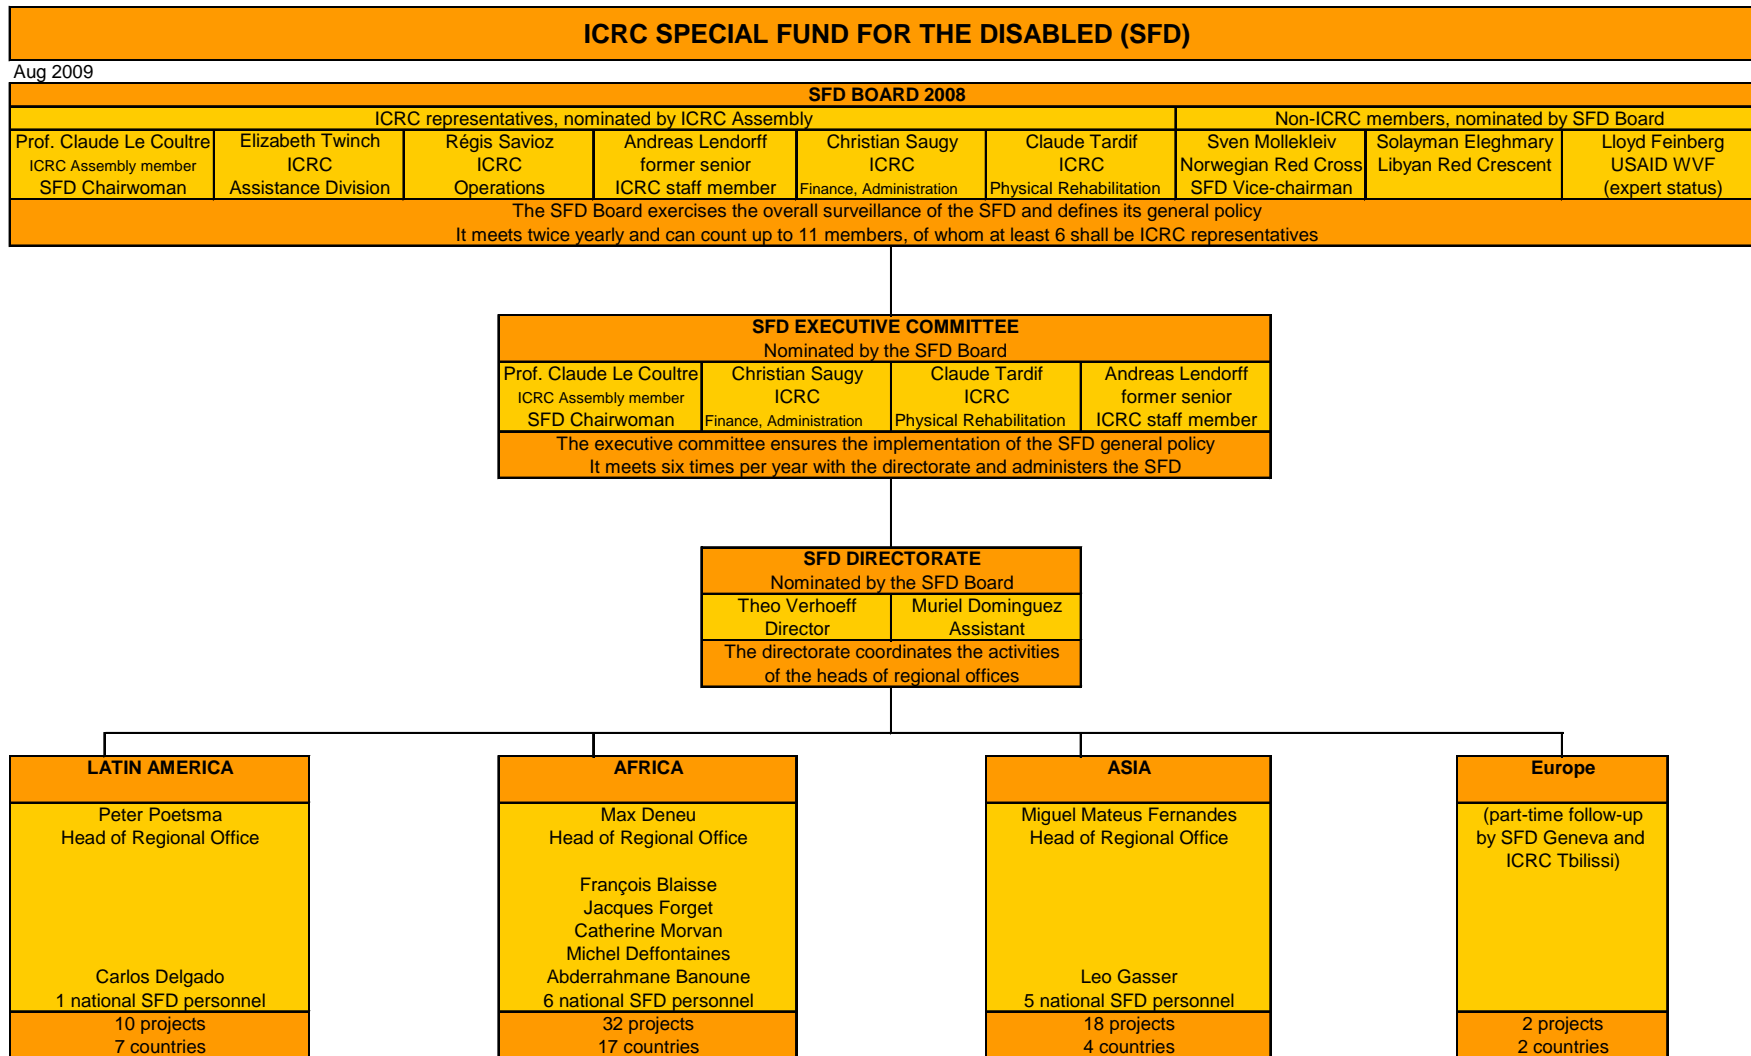 ICRC SPECIAL FUND FOR THE DISABLED (SFD)
Aug 2009
SFD BOARD 2008
ICRC representatives, nominated by ICRC Assembly
Non-ICRC members, nominated by SFD Board
Prof. Claude Le Coultre
ICRC Assembly member
SFD Chairwoman
Elizabeth Twinch
ICRC
Assistance Division
Régis Savioz
ICRC
Operations
Andreas Lendorff
former senior
ICRC staff member
Christian Saugy
ICRC
Finance, Administration
Claude Tardif
ICRC
Physical Rehabilitation
Sven Mollekleiv
Norwegian Red Cross
SFD Vice-chairman
Solayman Eleghmary
Libyan Red Crescent
Lloyd Feinberg
USAID WVF
(expert status)
The SFD Board exercises the overall surveillance of the SFD and defines its general policy
It meets twice yearly and can count up to 11 members, of whom at least 6 shall be ICRC representatives
SFD EXECUTIVE COMMITTEE
Nominated by the SFD Board
Prof. Claude Le Coultre
ICRC Assembly member
SFD Chairwoman
Christian Saugy
ICRC
Finance, Administration
Claude Tardif
ICRC
Physical Rehabilitation
Andreas Lendorff
former senior
ICRC staff member
The executive committee ensures the implementation of the SFD general policy
It meets six times per year with the directorate and administers the SFD
SFD DIRECTORATE
Nominated by the SFD Board
Theo Verhoeff
Director
Muriel Dominguez
Assistant
The directorate coordinates the activities
of the heads of regional offices
LATIN AMERICA
Peter Poetsma
Head of Regional Office
Carlos Delgado
1 national SFD personnel
10 projects
7 countries
AFRICA
Max Deneu
Head of Regional Office
François Blaisse
Jacques Forget
Catherine Morvan
Michel Deffontaines
Abderrahmane Banoune
6 national SFD personnel
32 projects
17 countries
ASIA
Miguel Mateus Fernandes
Head of Regional Office
Leo Gasser
5 national SFD personnel
18 projects
4 countries
Europe
(part-time follow-up
by SFD Geneva and
ICRC Tbilissi)
2 projects
2 countries